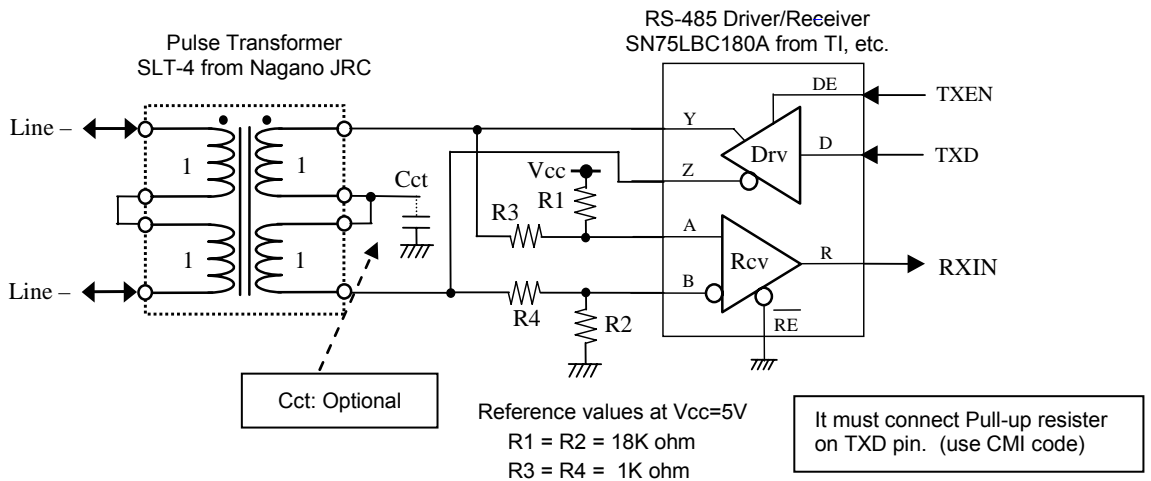 RS-485 Driver/Receiver
SN75LBC180A from TI, etc.
Pulse Transformer
SLT-4 from Nagano JRC
DE
TXEN
Line –
Y
Drv
D
TXD
1
1
Cct
Vcc
Z
R1
R3
A
1
1
Rcv
R
RXIN
Line –
B
R4
R2
RE
Cct: Optional
Reference values at Vcc=5V
R1 = R2 = 18K ohm
R3 = R4 = 1K ohm
It must connect Pull-up resister
on TXD pin. (use CMI code)